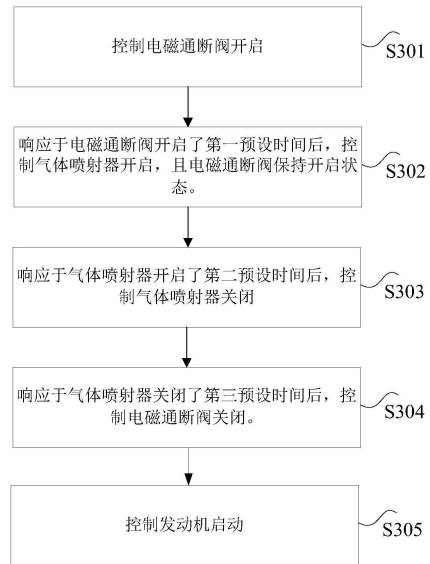 控制电磁通断阀开启
S301
响应于电磁通断阀开启了第一预设时间后，控
制气体喷射器开启，且电磁通断阀保持开启状
态。
S302
响应于气体喷射器开启了第二预设时间后，控
制气体喷射器关闭
S303
响应于气体喷射器关闭了第三预设时间后，控
制电磁通断阀关闭。
S304
控制发动机启动
S305